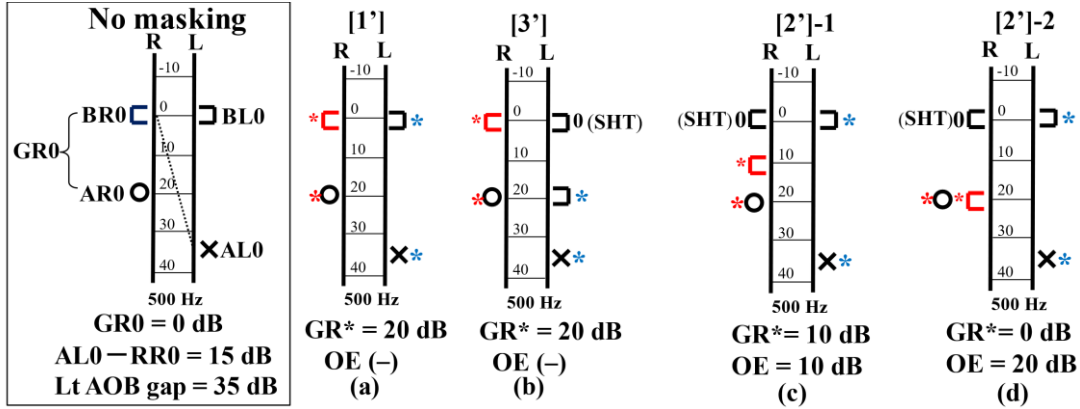 No masking
R L
-10
BR0 0 BL0
GR0
10
AR0 20
30
AL0
40
500 Hz
GR0 = 0 dB
AL0－RR0 = 15 dB
Lt AOB gap = 35 dB
[1’]
R L
-10
* 0 *
10
* 20
30
*
40
500 Hz
GR* = 20 dB
OE (–)
(a)
[3’]
R L
-10
* 0 0 (SHT)
10
* 20 *
30
*
40
500 Hz
GR* = 20 dB
OE (–)
(b)
[2’]-1
R L
-10
(SHT) 0 0 *
* 10
* 20
30
*
40
500 Hz
GR*= 10 dB
OE = 10 dB
(c)
[2’]-2
R L
-10
(SHT) 0 0 *
10
* * 20
30
*
40
500 Hz
GR*= 0 dB
OE = 20 dB
(d)